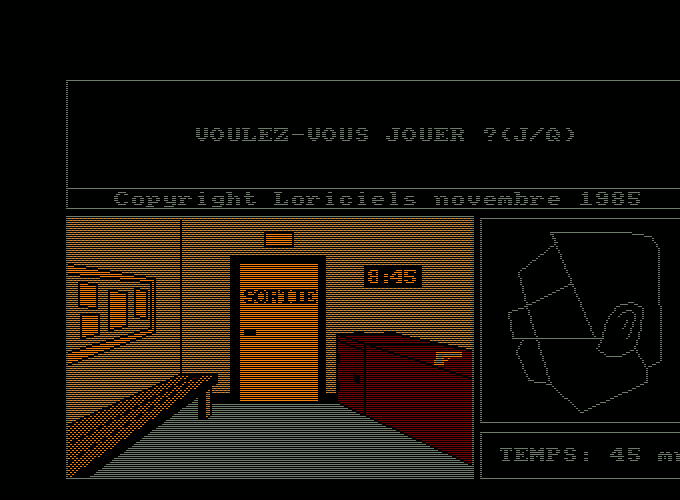 VOULEZ-VOUS JOUER ?(J/Q)
Copyright Loriciels novembre 1985
8:45
SORTIE
TEMPS: 45